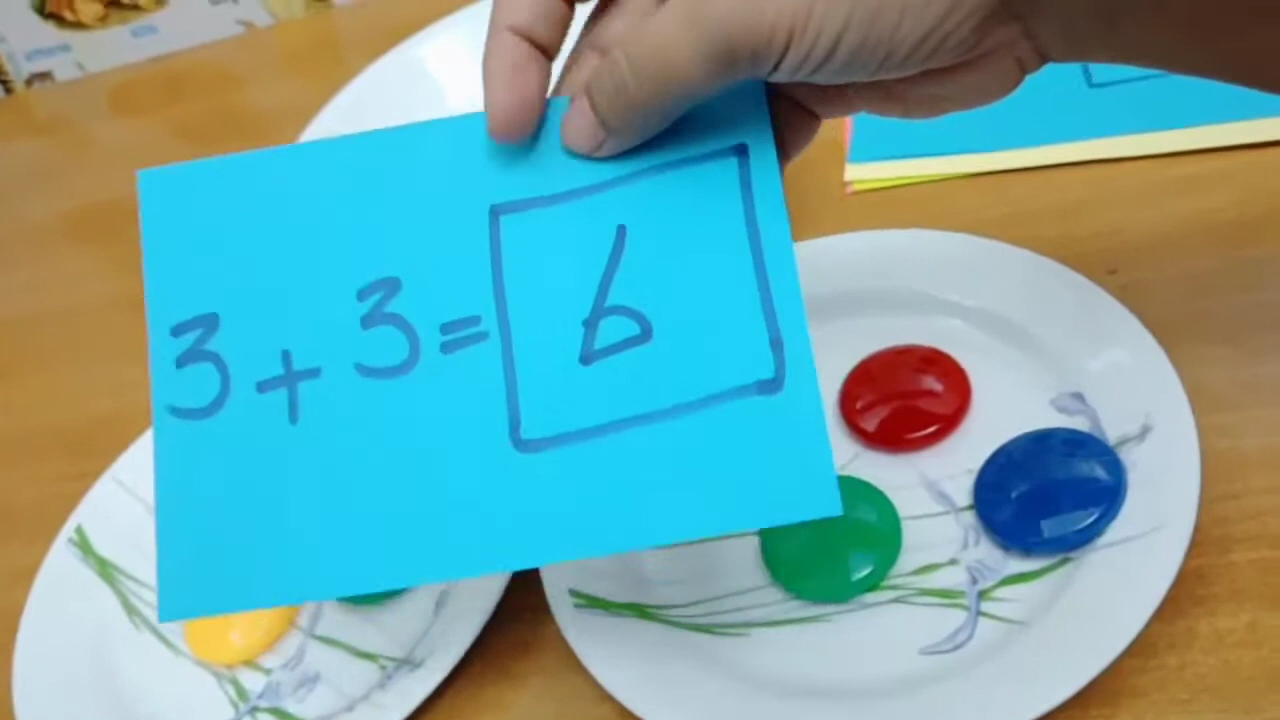 3 + 3 = 6